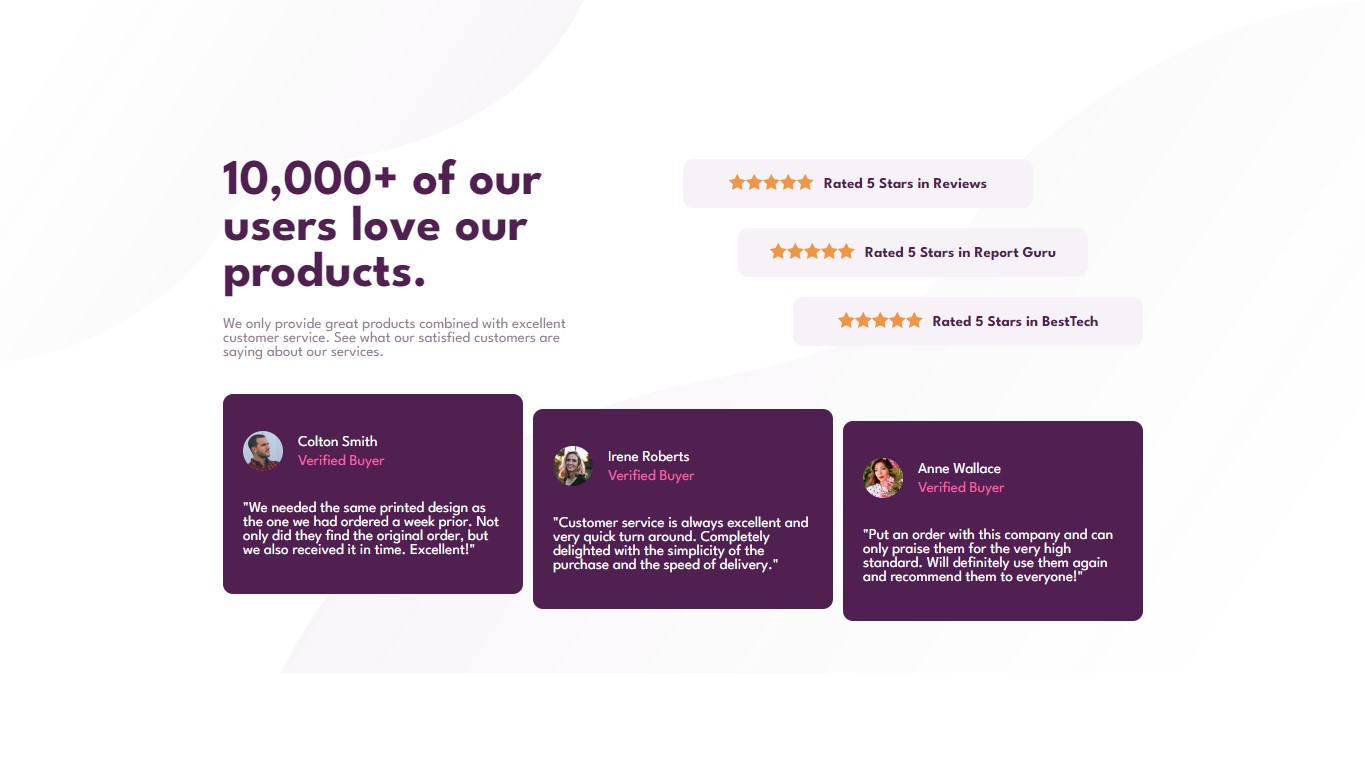 10,000+ of our
users love our
products.
We only provide great products combined with excellent
customer service. See what our satisfied customers are
saying about our services.
Rated 5 Stars in Reviews
Rated 5 Stars in Report Guru
Rated 5 Stars in BestTech
Colton Smith
Verified Buyer
"We needed the same printed design as
the one we had ordered a week prior. Not
only did they find the original order, but
we also received it in time. Excellent!"
Irene Roberts
Verified Buyer
"Customer service is always excellent and
very quick turn around. Completely
delighted with the simplicity of the
purchase and the speed of delivery."
Anne Wallace
Verified Buyer
"Put an order with this company and can
only praise them for the very high
standard. Will definitely use them again
and recommend them to everyone!"